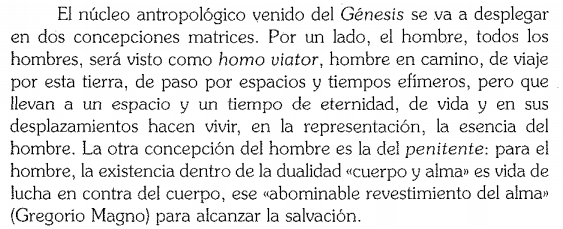 El núcleo antropológico venido del Génesis se va a desplegar
en dos concepciones matrices. Por un lado, el hombre, todos los
hombres, será visto como homo viator, hombre en camino, de viaje
por esta tierra, de paso por espacios y tiempos efímeros, pero que
llevan a un espacio y un tiempo de eternidad, de vida y en sus
desplazamientos hacen vivir, en la representación, la esencia del
hombre. La otra concepción del hombre es la del penitente: para el
hombre, la existencia dentro de la dualidad «cuerpo y alma» es vida de
lucha en contra del cuerpo, ese «abominable revestimiento del alma»
(Gregorio Magno) para alcanzar la salvación.